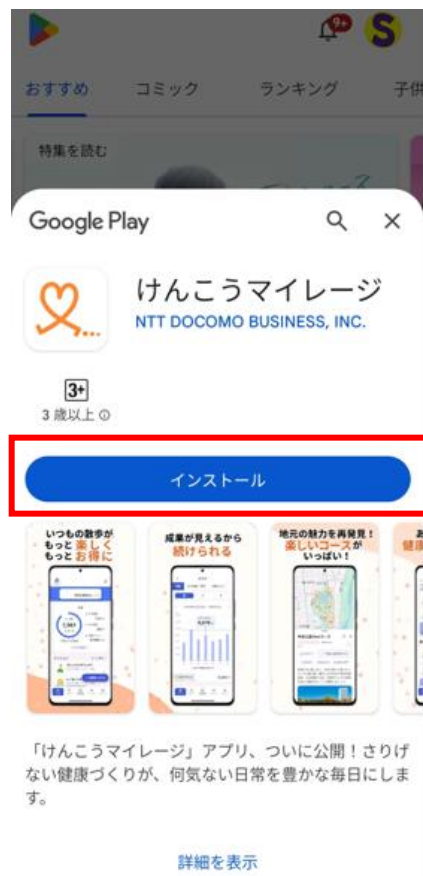 9+
S
おすすめ コミック ランキング 子供
特集を読む
Google Play
けんこうマイレージ
NTT DOCOMO BUSINESS, INC.
3+
3 歳以上
インストール
いつもの散歩が
もっと楽しく
もっとお得に
成果が見えるから
続けられる
地元の魅力を再発見！
楽しいコースが
いっぱい！
「けんこうマイレージ」アプリ、ついに公開！さりげ
ない健康づくりが、何気ない日常を豊かな毎日にしま
す。
詳細を表示